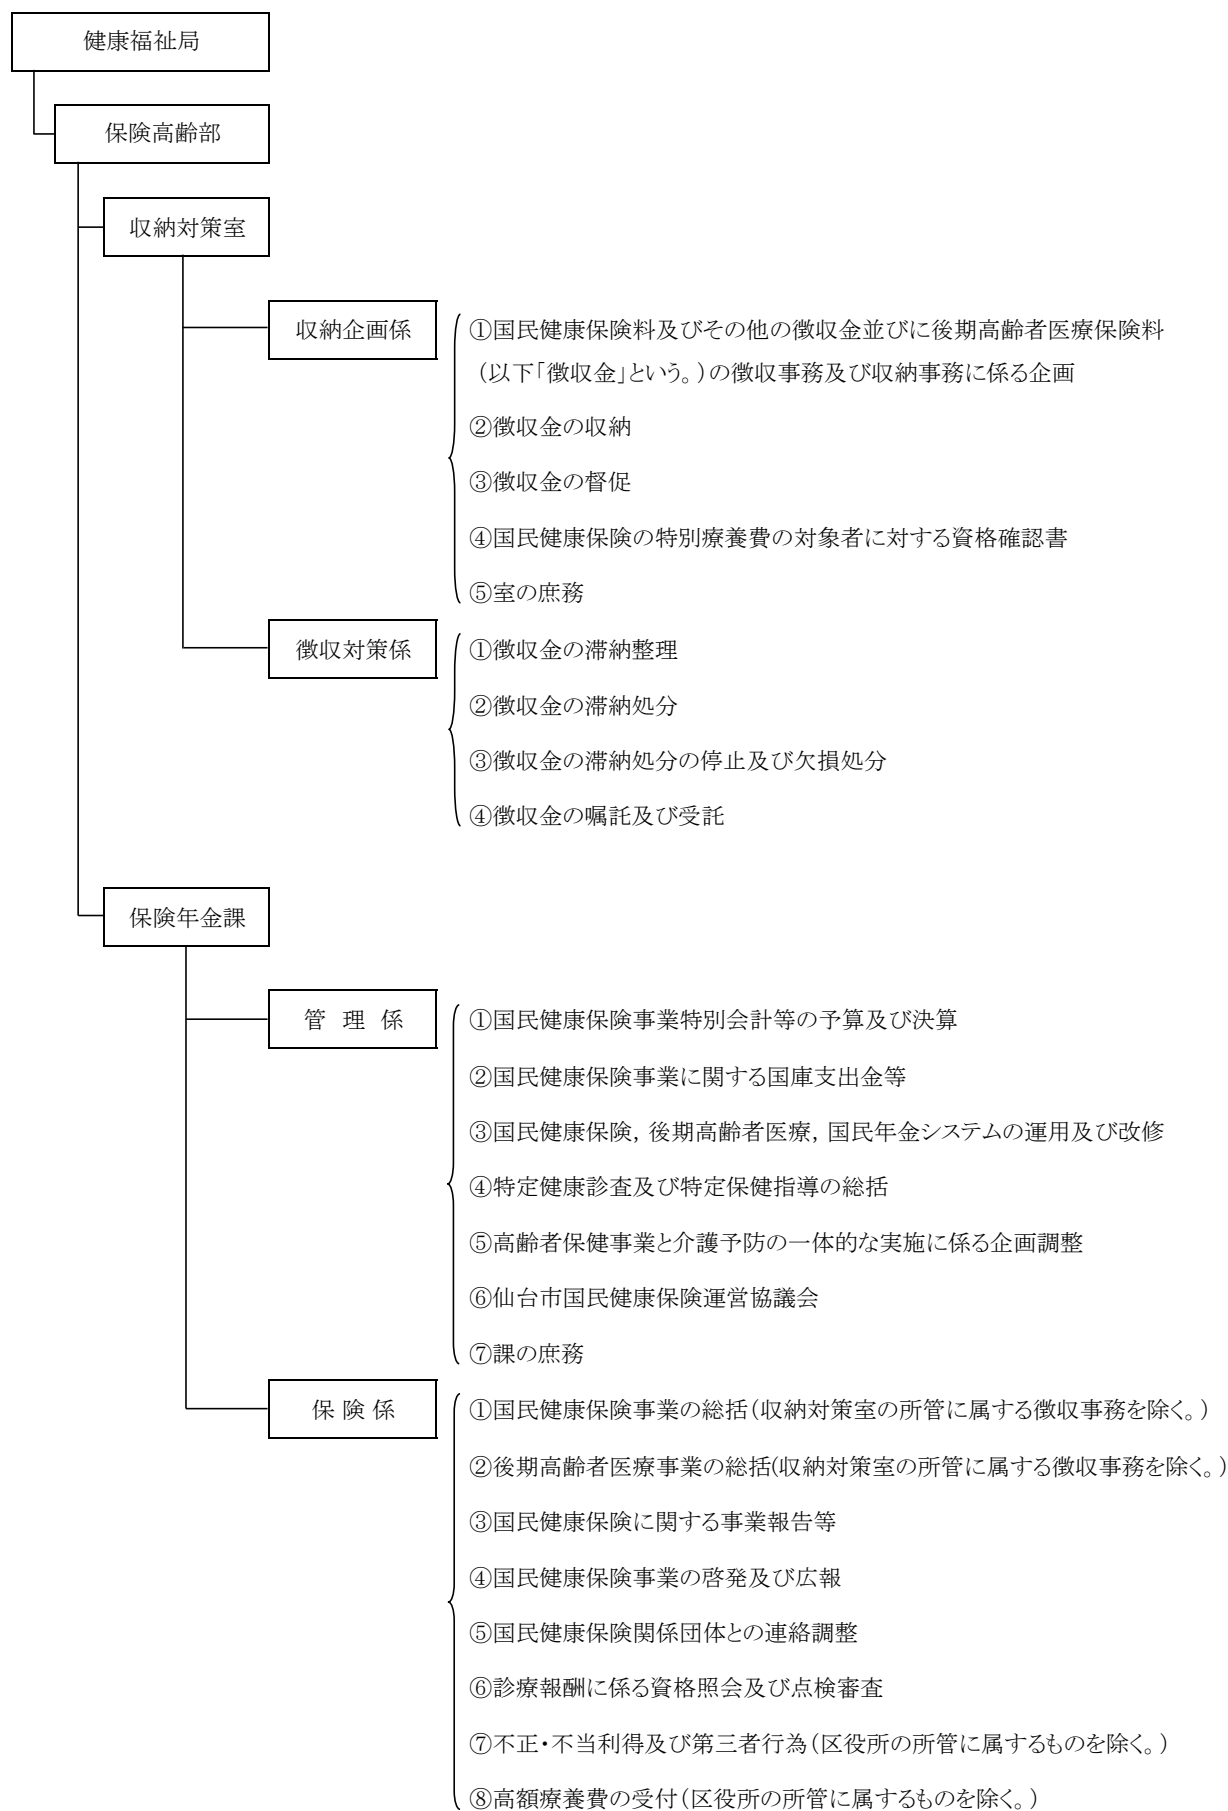 健康福祉局
保険高齢部
収納対策室
収納企画係
①国民健康保険料及びその他の徴収金並びに後期高齢者医療保険料
(以下「徴収金」という。)の徴収事務及び収納事務に係る企画
②徴収金の収納
③徴収金の督促
④国民健康保険の特別療養費の対象者に対する資格確認書
⑤室の庶務
徴収対策係
①徴収金の滞納整理
②徴収金の滞納処分
③徴収金の滞納処分の停止及び欠損処分
④徴収金の嘱託及び受託
保険年金課
管 理 係
①国民健康保険事業特別会計等の予算及び決算
②国民健康保険事業に関する国庫支出金等
③国民健康保険, 後期高齢者医療, 国民年金システムの運用及び改修
④特定健康診査及び特定保健指導の総括
⑤高齢者保健事業と介護予防の一体的な実施に係る企画調整
⑥仙台市国民健康保険運営協議会
⑦課の庶務
保 険 係
①国民健康保険事業の総括(収納対策室の所管に属する徴収事務を除く。)
②後期高齢者医療事業の総括(収納対策室の所管に属する徴収事務を除く。)
③国民健康保険に関する事業報告等
④国民健康保険事業の啓発及び広報
⑤国民健康保険関係団体との連絡調整
⑥診療報酬に係る資格照会及び点検審査
⑦不正・不当利得及び第三者行為(区役所の所管に属するものを除く。)
⑧高額療養費の受付(区役所の所管に属するものを除く。)